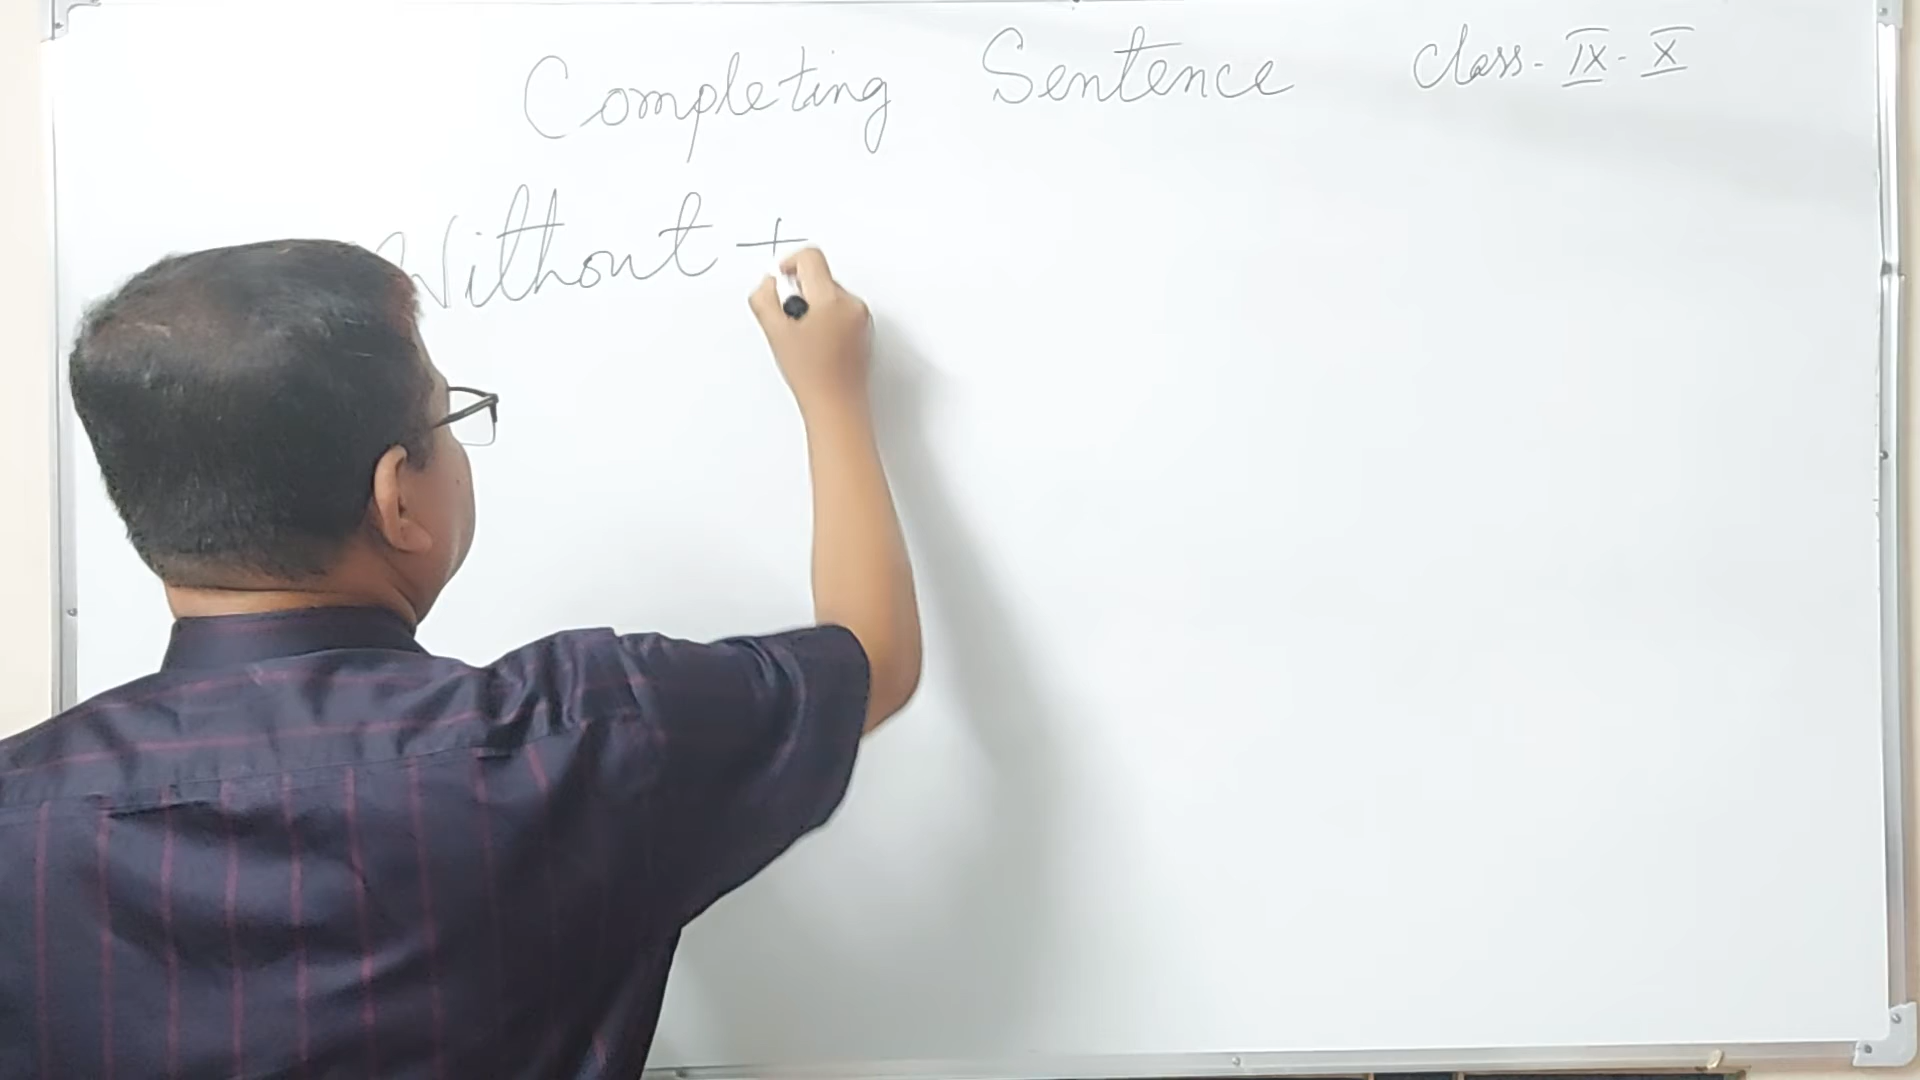 Completing Sentence Class - IX - X
Without +